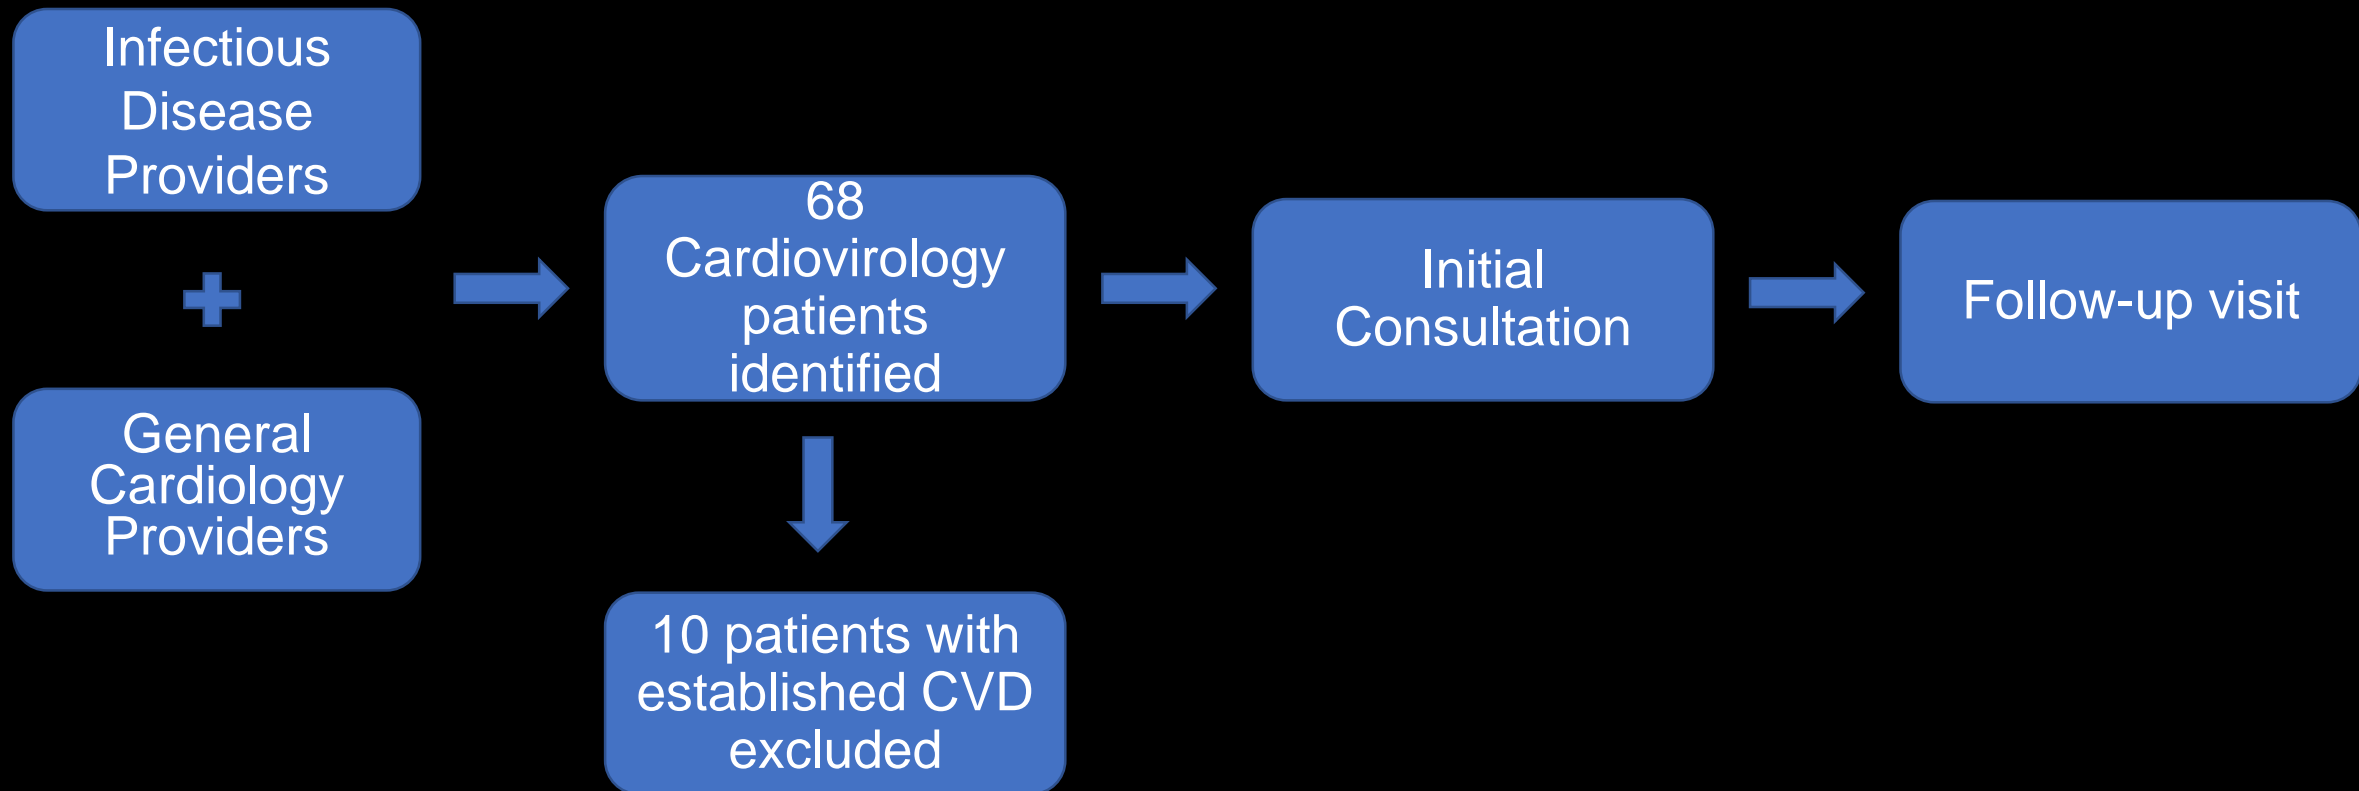 Infectious
Disease
Providers
General
Cardiology
Providers
68
Cardiovirology
patients
identified
10 patients with
established CVD
excluded
Initial
Consultation
Follow-up visit